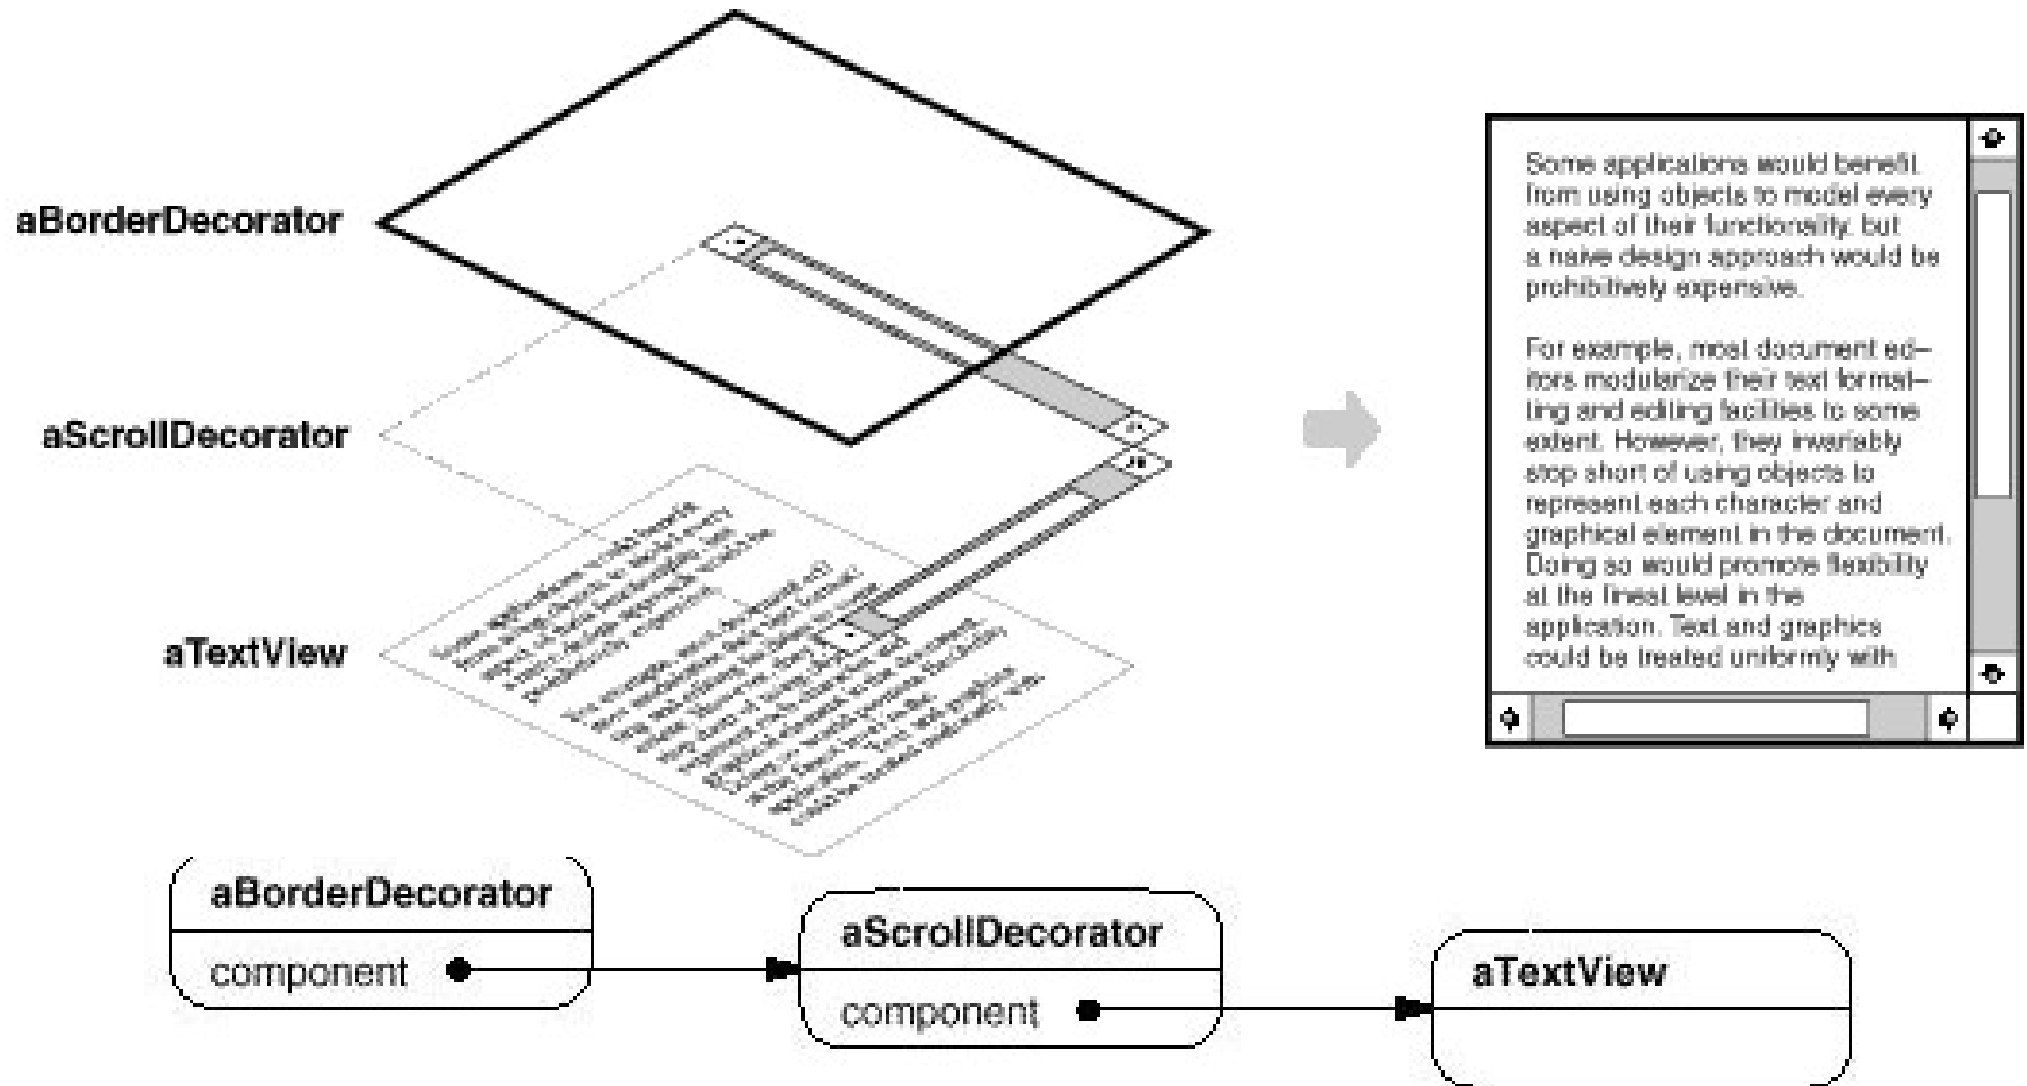 aBorderDecorator
aScrollDecorator
aTextView
Some applications would benefit
from using objects to model every
aspect of their functionality, but
a naive design approach would be
prohibitively expensive.
For example, most document ed-
itors modularize their text format-
ting and editing facilities to some
extent. However, they invariably
stop short of using objects to
represent each character and
graphical element in the document.
Doing so would promote flexibility
at the finest level in the
application. Text and graphics
could be treated uniformly with
aBorderDecorator
component
aScrollDecorator
component
aTextView